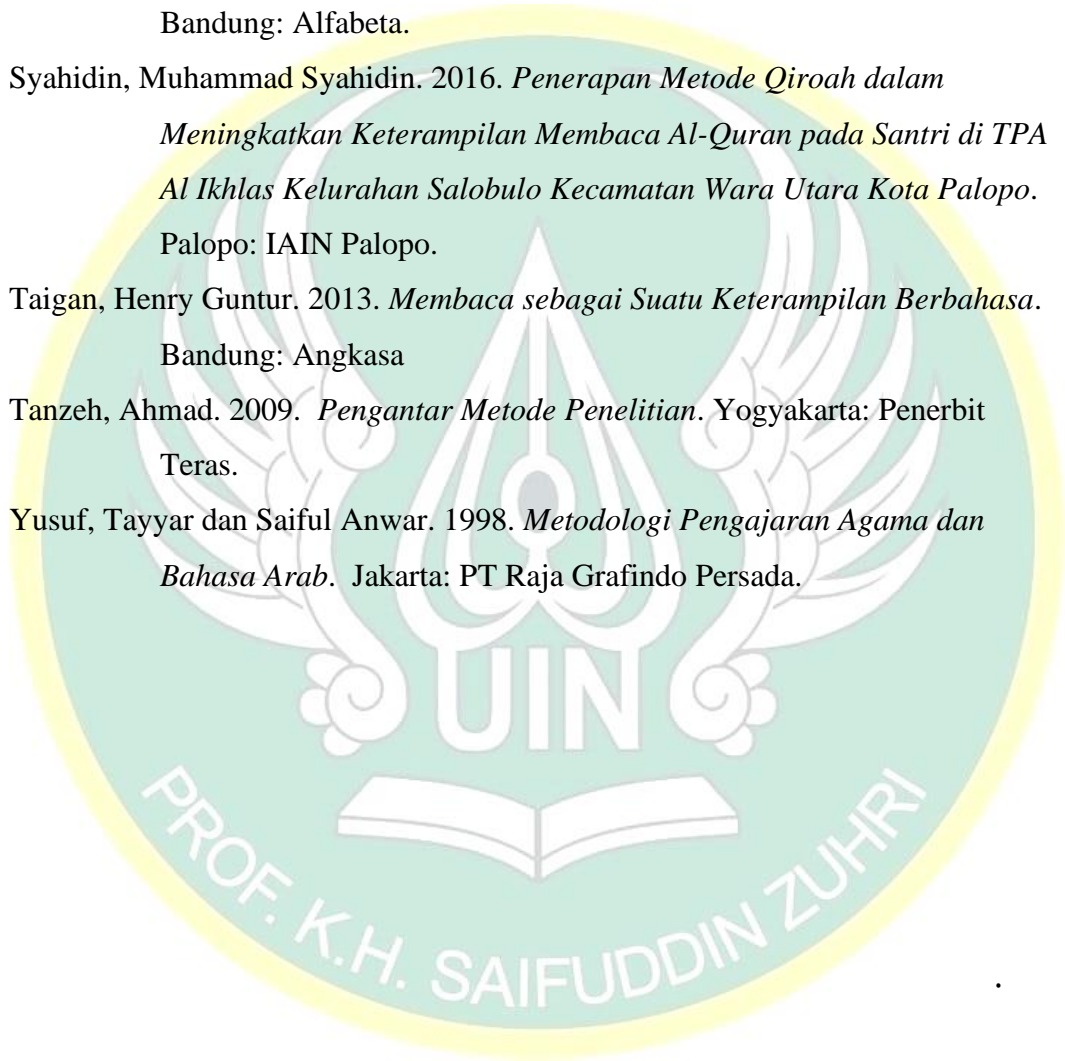 Bandung: Alfabeta.
Syahidin, Muhammad Syahidin. 2016. Penerapan Metode Qiroah dalam
Meningkatkan Keterampilan Membaca Al-Quran pada Santri di TPA
Al Ikhlas Kelurahan Salobulo Kecamatan Wara Utara Kota Palopo.
Palopo: IAIN Palopo.
Taigan, Henry Guntur. 2013. Membaca sebagai Suatu Keterampilan Berbahasa.
Bandung: Angkasa
Tanzeh, Ahmad. 2009. Pengantar Metode Penelitian. Yogyakarta: Penerbit
Teras.
Yusuf, Tayyar dan Saiful Anwar. 1998. Metodologi Pengajaran Agama dan
Bahasa Arab. Jakarta: PT Raja Grafindo Persada.
UIN
PROF. K.H. SAIFUDDIN ZUHRI
.